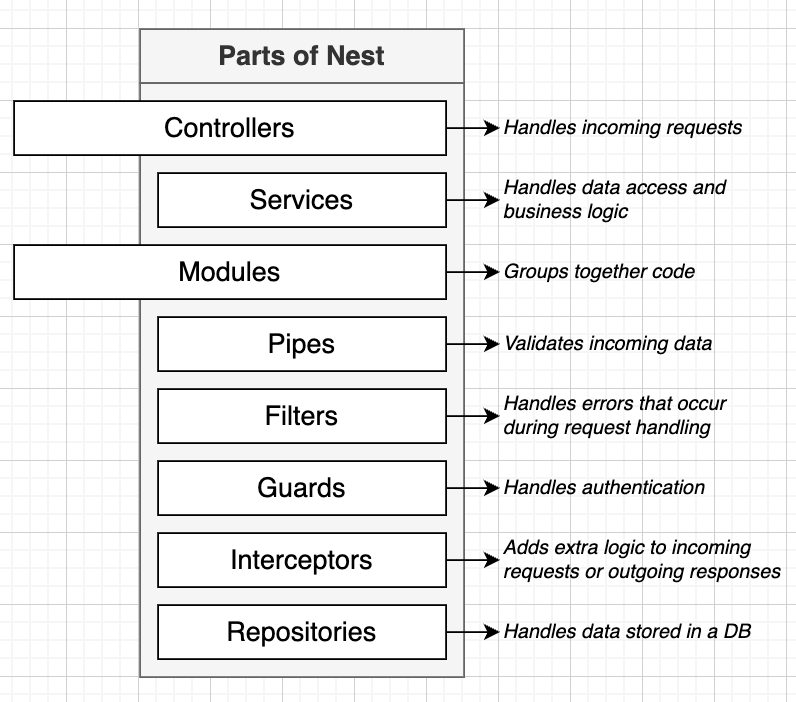 Parts of Nest
Controllers
Handles incoming requests
Services
Handles data access and
business logic
Modules
Groups together code
Pipes
Validates incoming data
Filters
Handles errors that occur
during request handling
Guards
Handles authentication
Interceptors
Adds extra logic to incoming
requests or outgoing responses
Repositories
Handles data stored in a DB